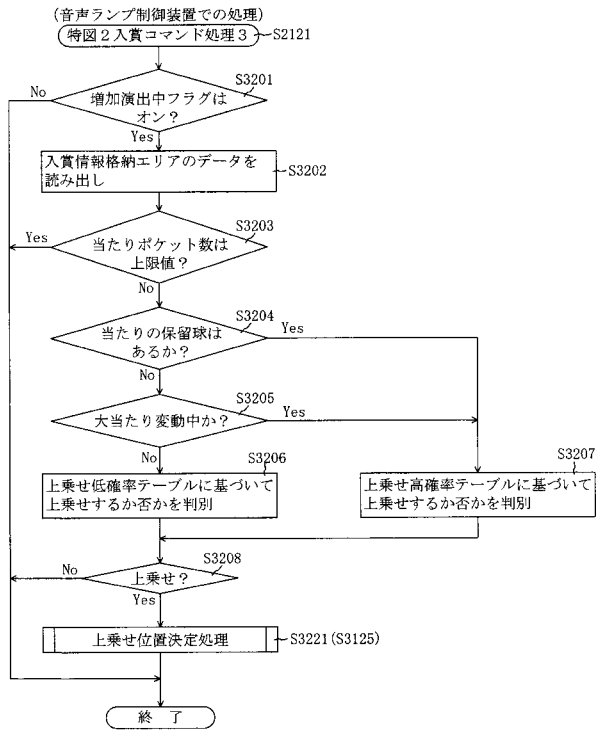 (音声ランプ制御装置での処理)
特図２入賞コマンド処理３
S2121
S3201
増加演出中フラグは
オン？
No
Yes
入賞情報格納エリアのデータを
読み出し
S3202
S3203
当たりポケット数は
上限値？
Yes
No
S3204
当たりの保留球は
あるか？
Yes
No
S3205
大当たり変動中か？
Yes
No
S3206
上乗せ低確率テーブルに基づいて
上乗せするか否かを判別
S3207
上乗せ高確率テーブルに基づいて
上乗せするか否かを判別
S3208
上乗せ？
No
Yes
上乗せ位置決定処理
S3221(S3125)
終 了